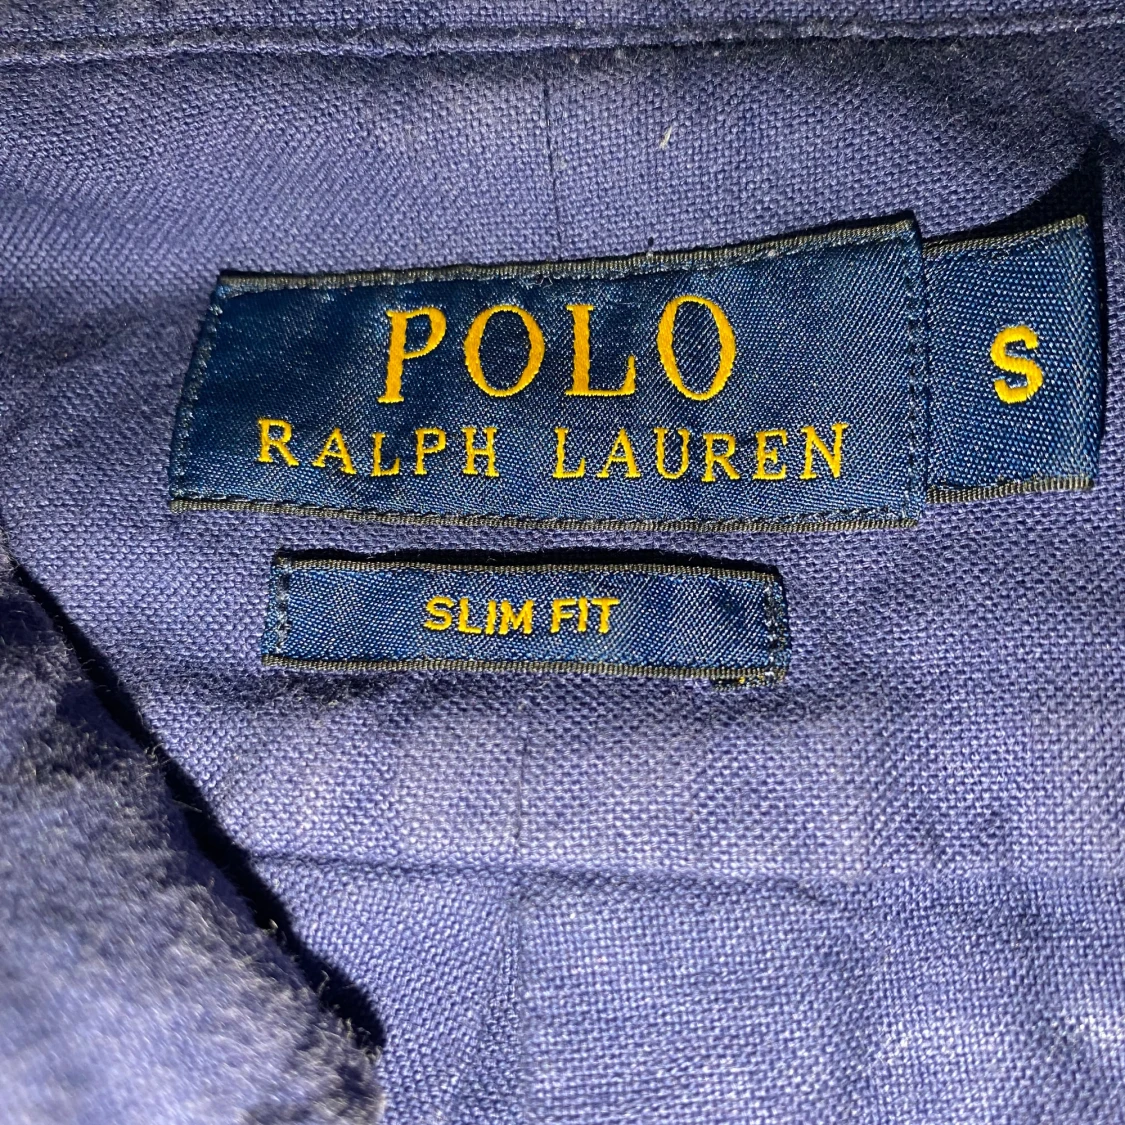 POLO
RALPH LAUREN
S
SLIM FIT